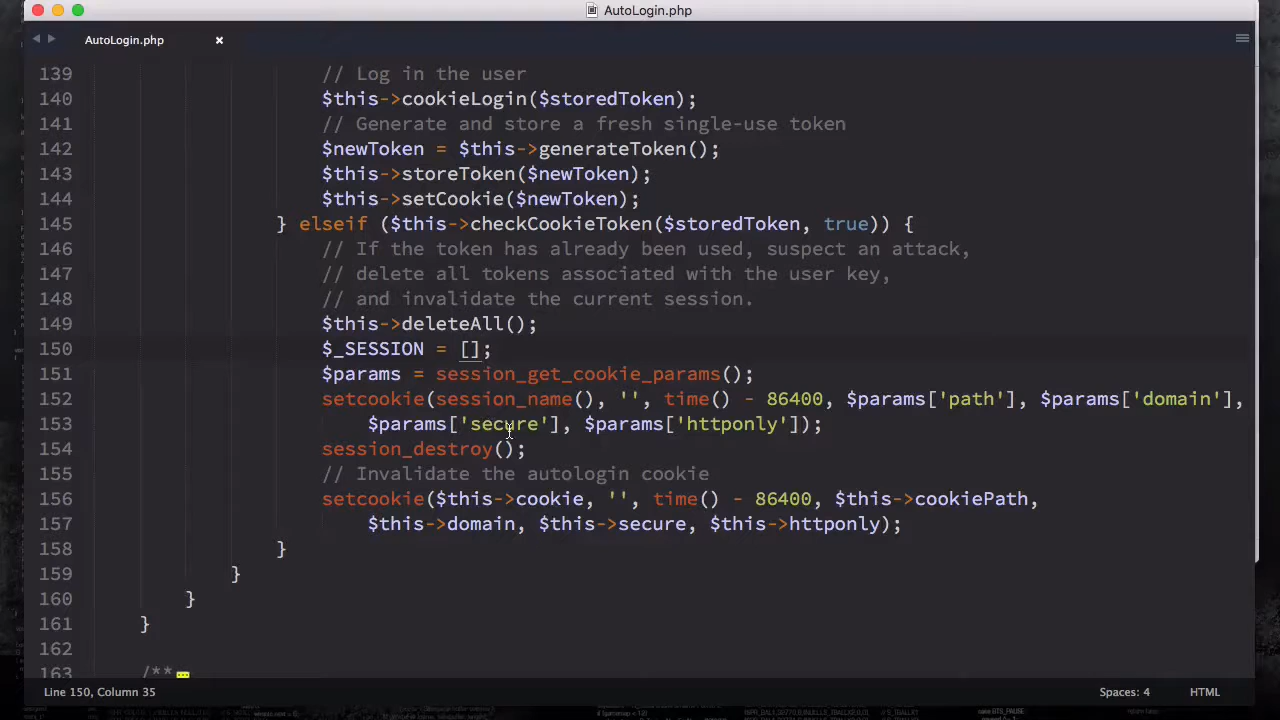 AutoLogin.php
AutoLogin.php
139 // Log in the user
140 $this->cookieLogin($storedToken);
141 // Generate and store a fresh single-use token
142 $newToken = $this->generateToken();
143 $this->storeToken($newToken);
144 $this->setCookie($newToken);
145 } elseif ($this->checkCookieToken($storedToken, true)) {
146 // If the token has already been used, suspect an attack,
147 // delete all tokens associated with the user key,
148 // and invalidate the current session.
149 $this->deleteAll();
150 $_SESSION = [];
151 $params = session_get_cookie_params();
152 setcookie(session_name(), '', time() - 86400, $params['path'], $params['domain'],
153 $params['secure'], $params['httponly']);
154 session_destroy();
155 // Invalidate the autologin cookie
156 setcookie($this->cookie, '', time() - 86400, $this->cookiePath,
157 $this->domain, $this->secure, $this->httponly);
158 }
159 }
160 }
161 }
162
163 /**
Line 150, Column 35
Spaces: 4
HTML